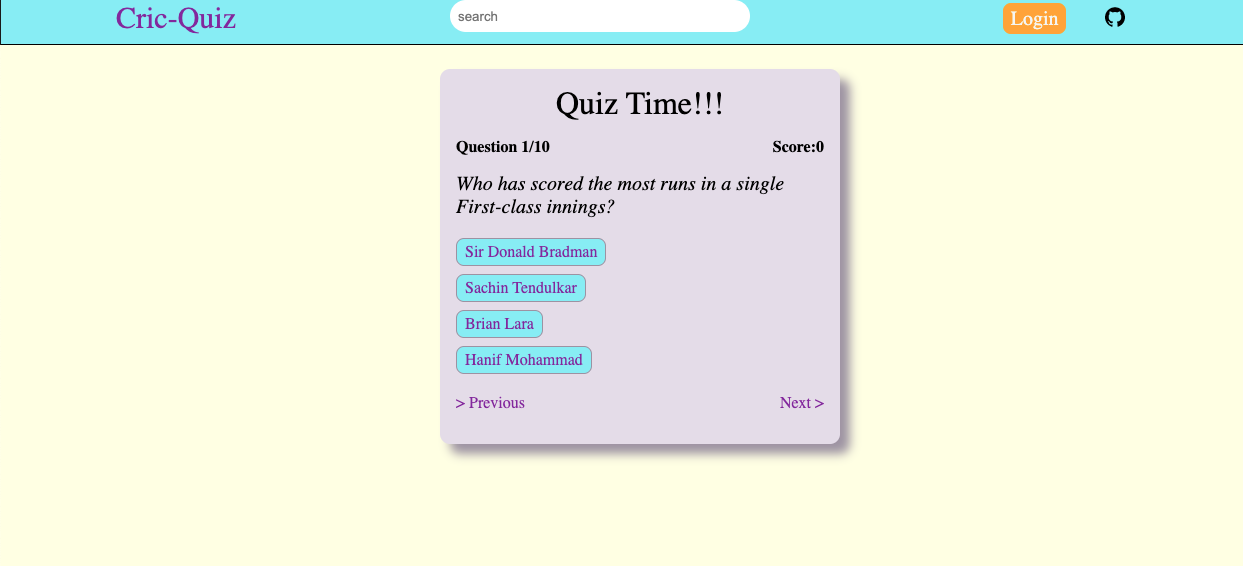 Cric-Quiz
search
Login
Quiz Time!!!
Question 1/10
Score:0
Who has scored the most runs in a single
First-class innings?
Sir Donald Bradman
Sachin Tendulkar
Brian Lara
Hanif Mohammad
> Previous
Next >